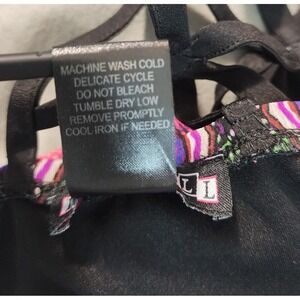 MACHINE WASH COLD
DELICATE CYCLE
DO NOT BLEACH
TUMBLE DRY LOW
REMOVE PROMPTLY
COOL IRON IF NEEDED
L